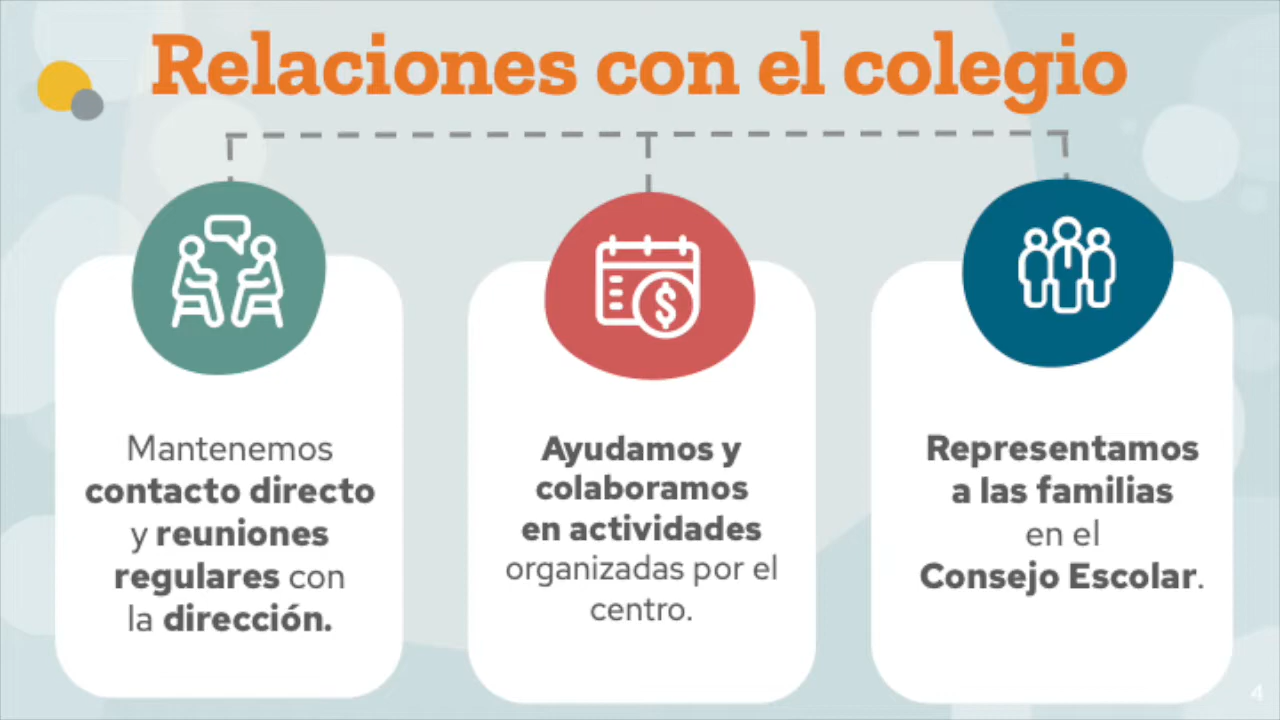 Relaciones con el colegio
Mantenemos
contacto directo
y reuniones
regulares con
la dirección.
Ayudamos y
colaboramos
en actividades
organizadas por el
centro.
Representamos
a las familias
en el
Consejo Escolar.
$
4